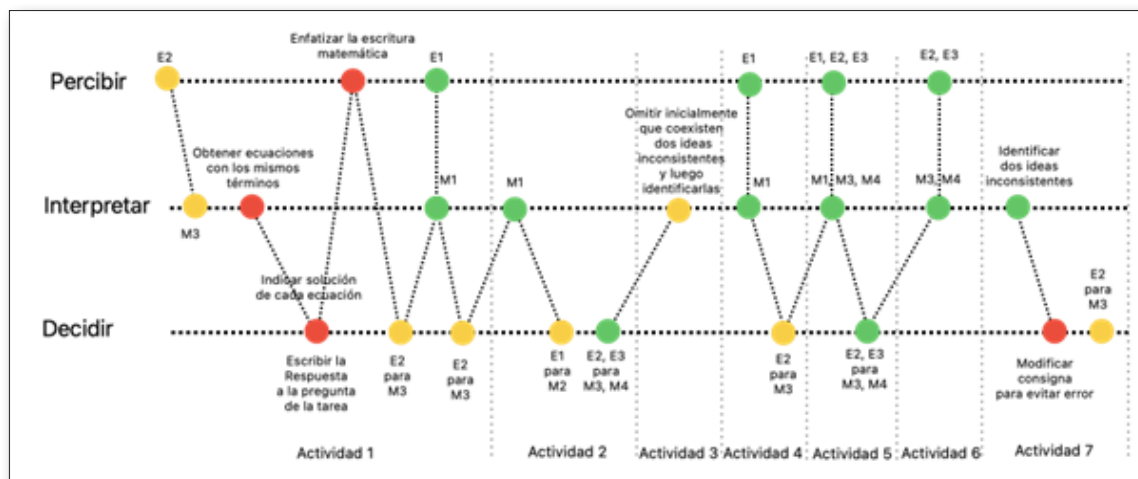 Enfatizar la escritura
matemática
E2
E1
E1
E1, E2, E3
E2, E3
Percibir
Omitir inicialmente
que coexisten
dos ideas
inconsistentes
y luego
identificarlas
Obtener ecuaciones
con los mismos
términos
Identificar
dos ideas
inconsistentes
M1
M1
M1
M1, M3, M4
M3, M4
Interpretar
M3
Indicar solución
de cada ecuación
E2
para
M3
Decidir
Escribir la
Respuesta
a la pregunta
de la tarea
E2
para
M3
E2
para
M3
E1
para
M2
E2, E3
para
M3, M4
E2
para
M3
E2, E3
para
M3, M4
Modificar
consigna
para evitar error
Actividad 1
Actividad 2
Actividad 3
Actividad 4
Actividad 5
Actividad 6
Actividad 7